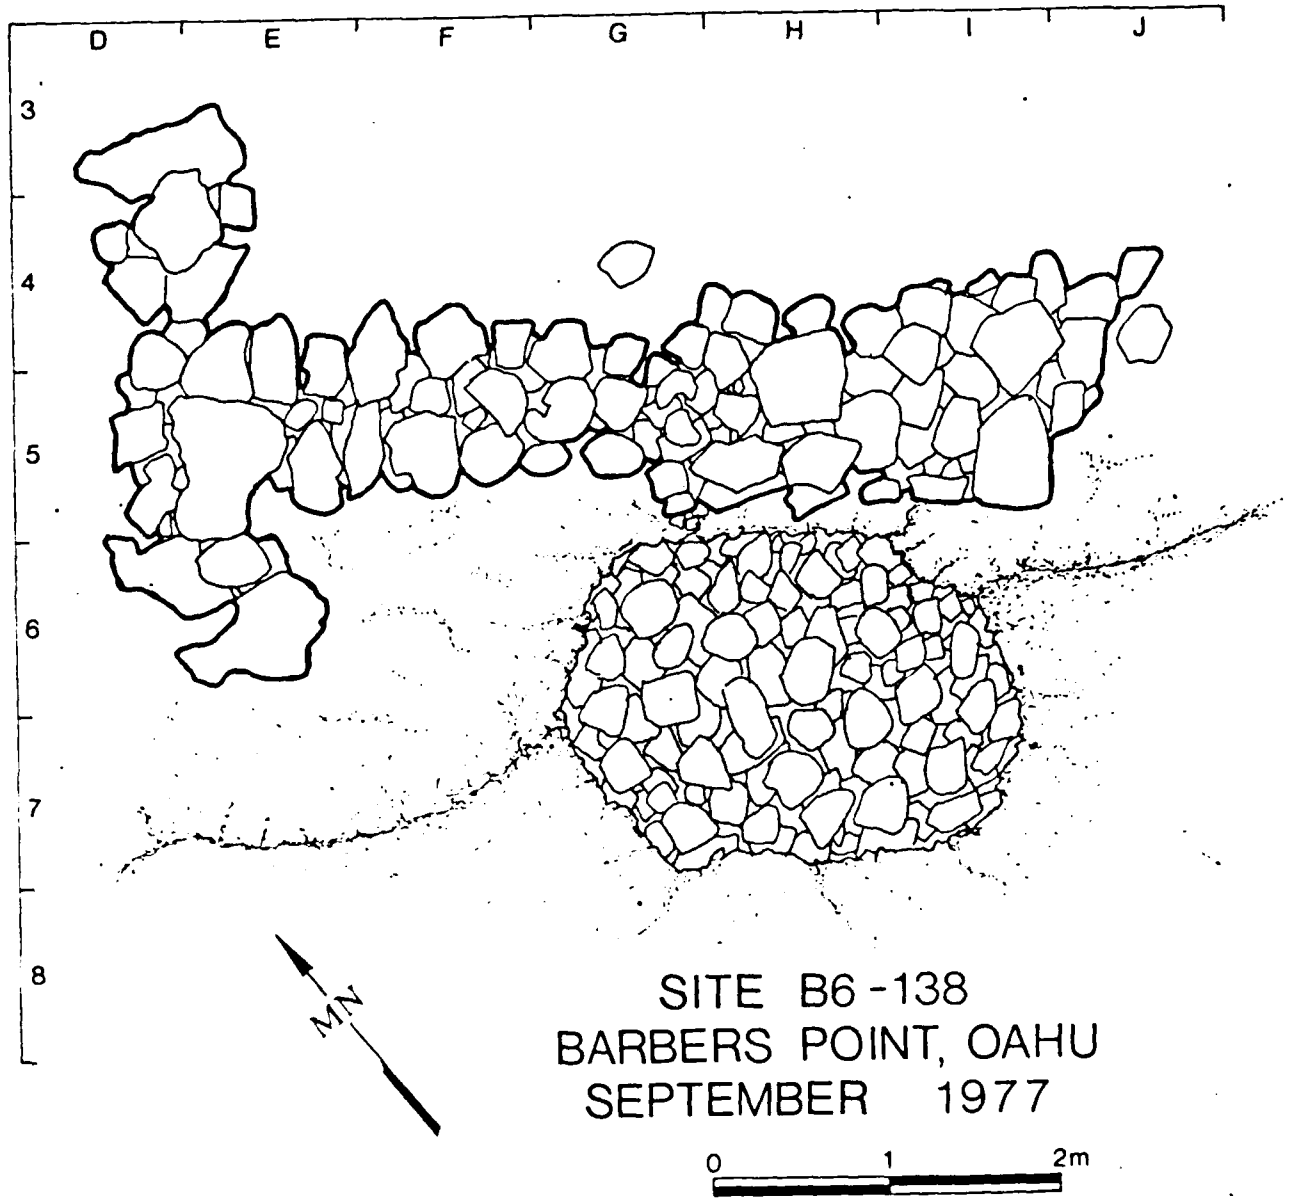 D E F G H I J
3
4
5
6
7
8
MN
SITE B6-138
BARBERS POINT, OAHU
SEPTEMBER 1977
0 1 2m